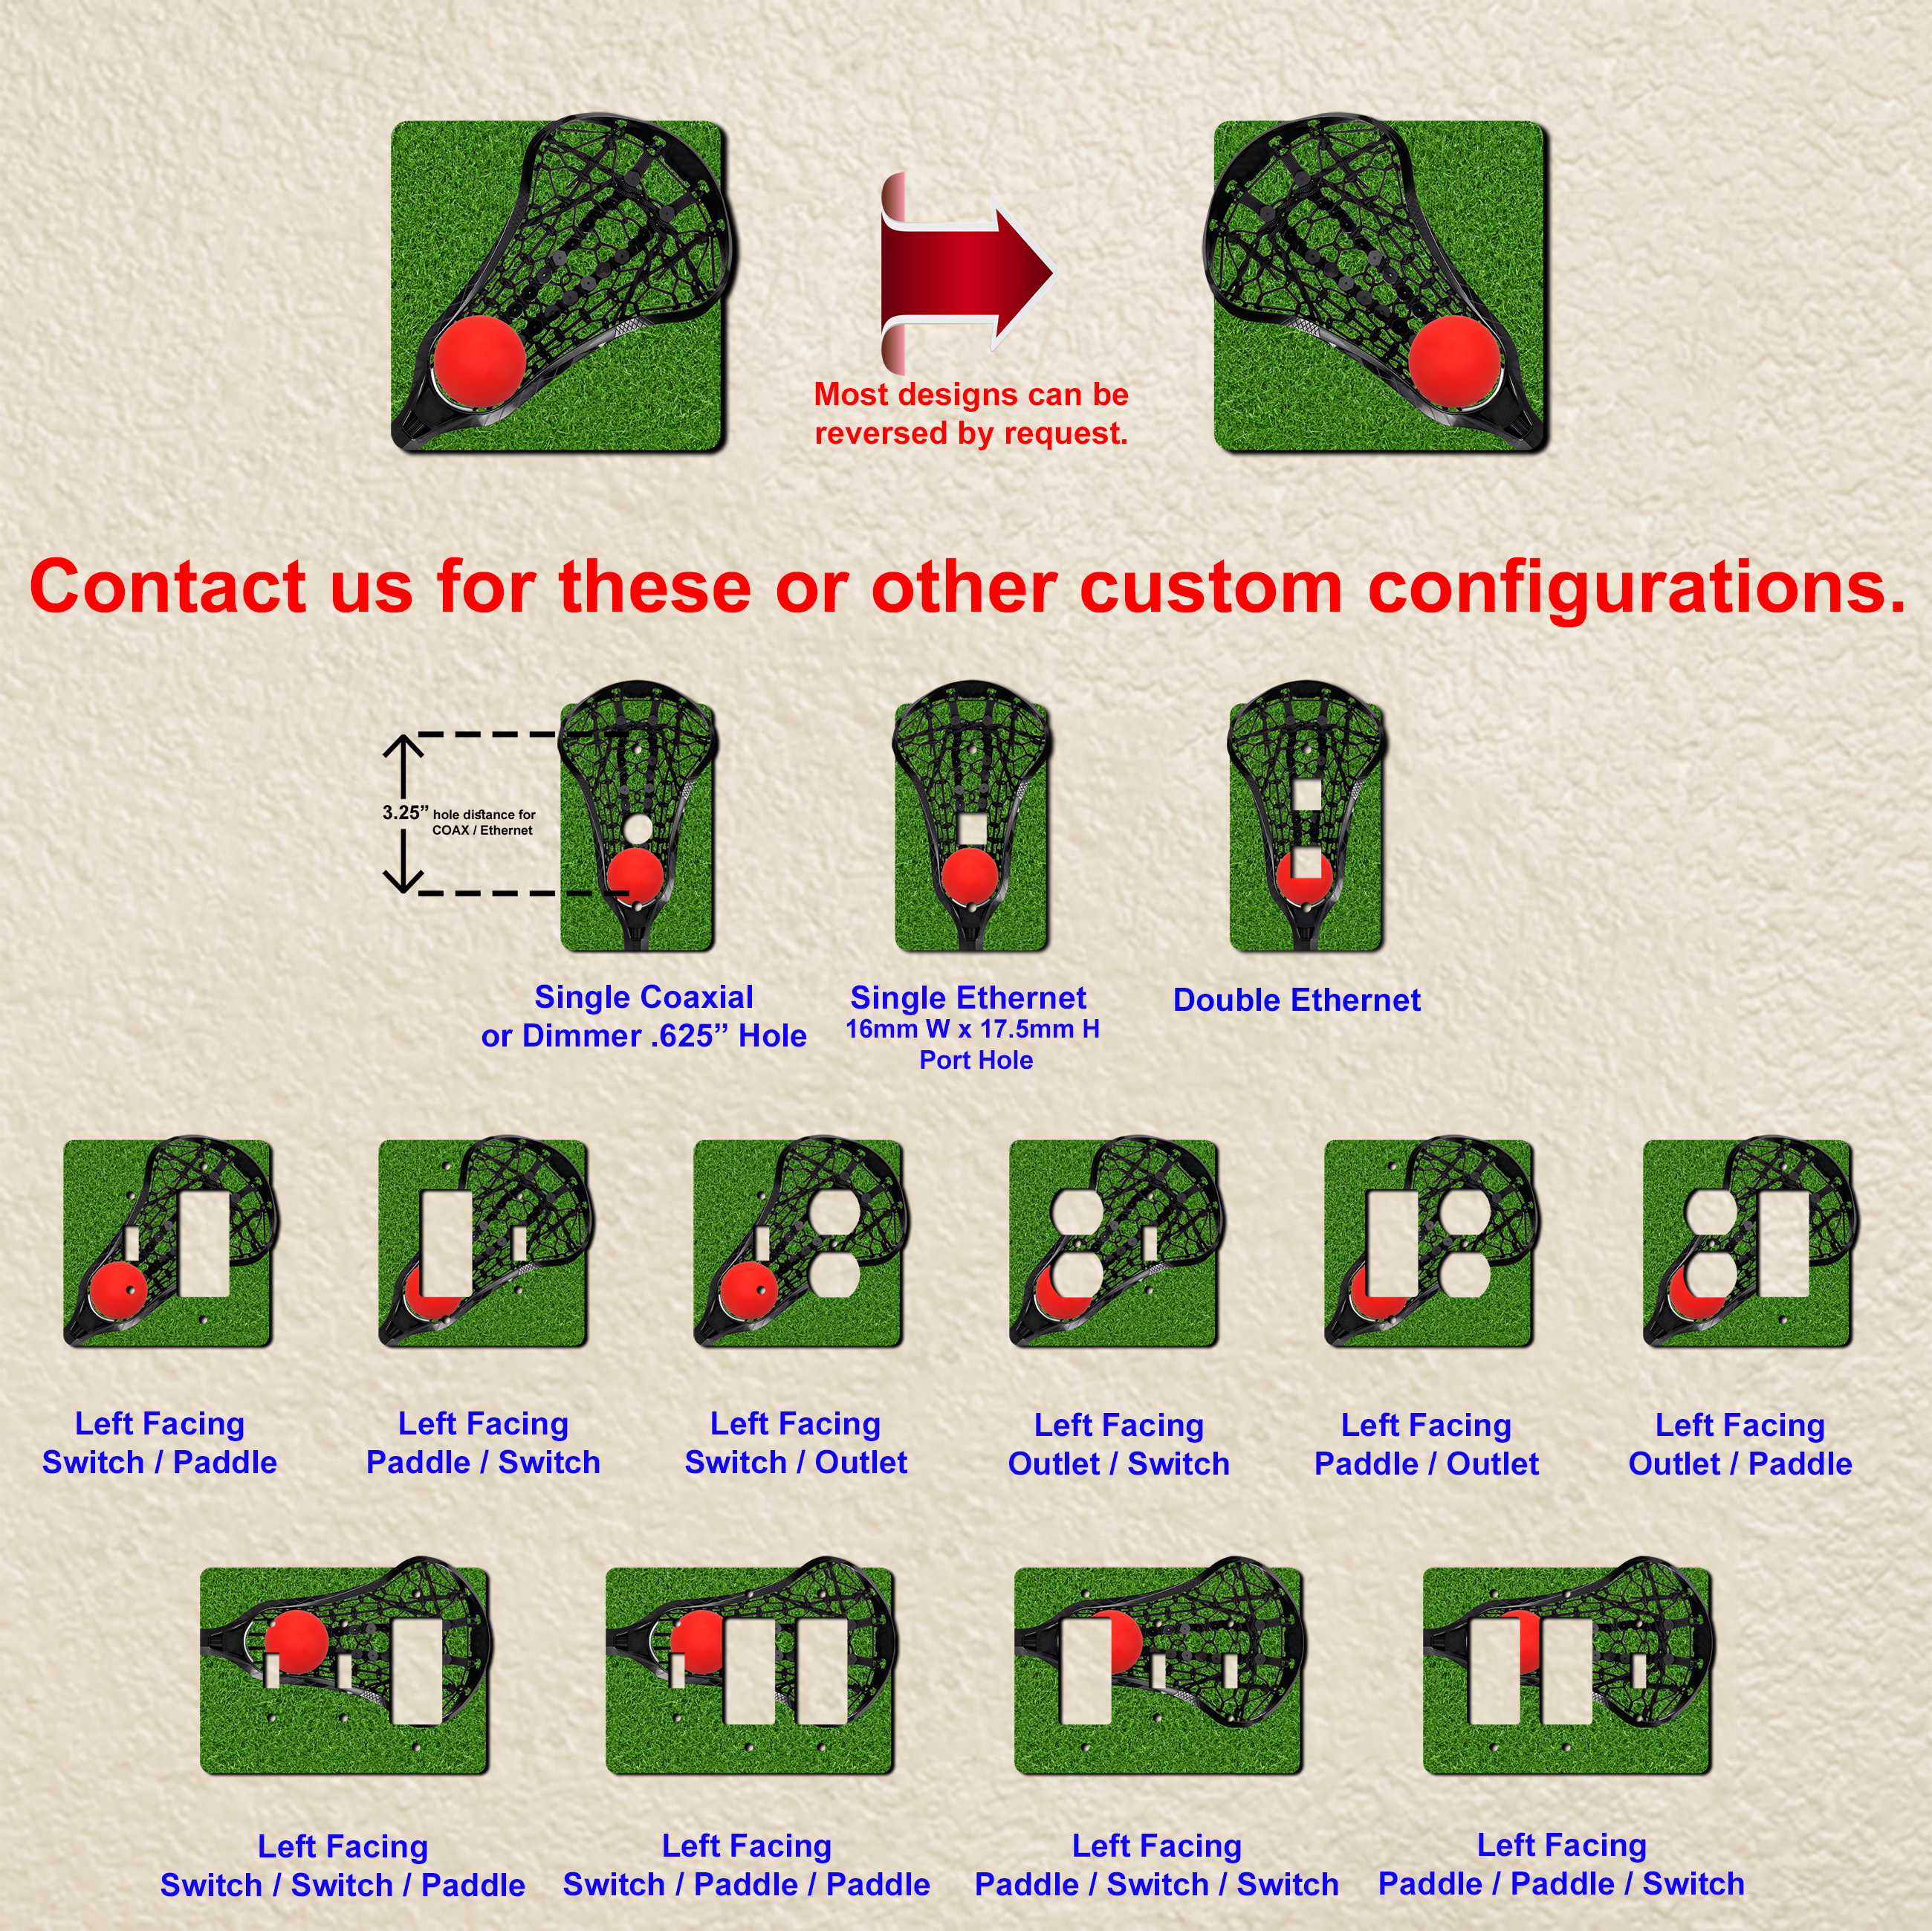 Most designs can be
reversed by request.
Contact us for these or other custom configurations.
3.25” hole distance for
COAX / Ethernet
Single Coaxial
or Dimmer .625” Hole
Single Ethernet
16mm W x 17.5mm H
Port Hole
Double Ethernet
Left Facing
Switch / Paddle
Left Facing
Paddle / Switch
Left Facing
Switch / Outlet
Left Facing
Outlet / Switch
Left Facing
Paddle / Outlet
Left Facing
Outlet / Paddle
Left Facing
Switch / Switch / Paddle
Left Facing
Switch / Paddle / Paddle
Left Facing
Paddle / Switch / Switch
Left Facing
Paddle / Paddle / Switch